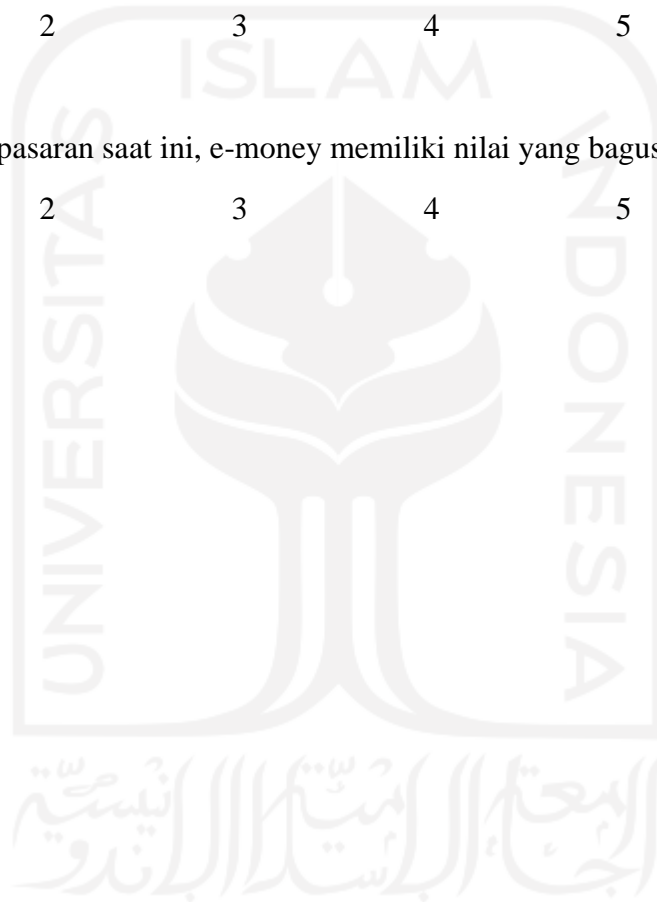 2 3 4 5
ISLAM
pasaran saat ini, e-money memiliki nilai yang bagus
2 3 4 5
UNIVERSITAS
INDONESIA